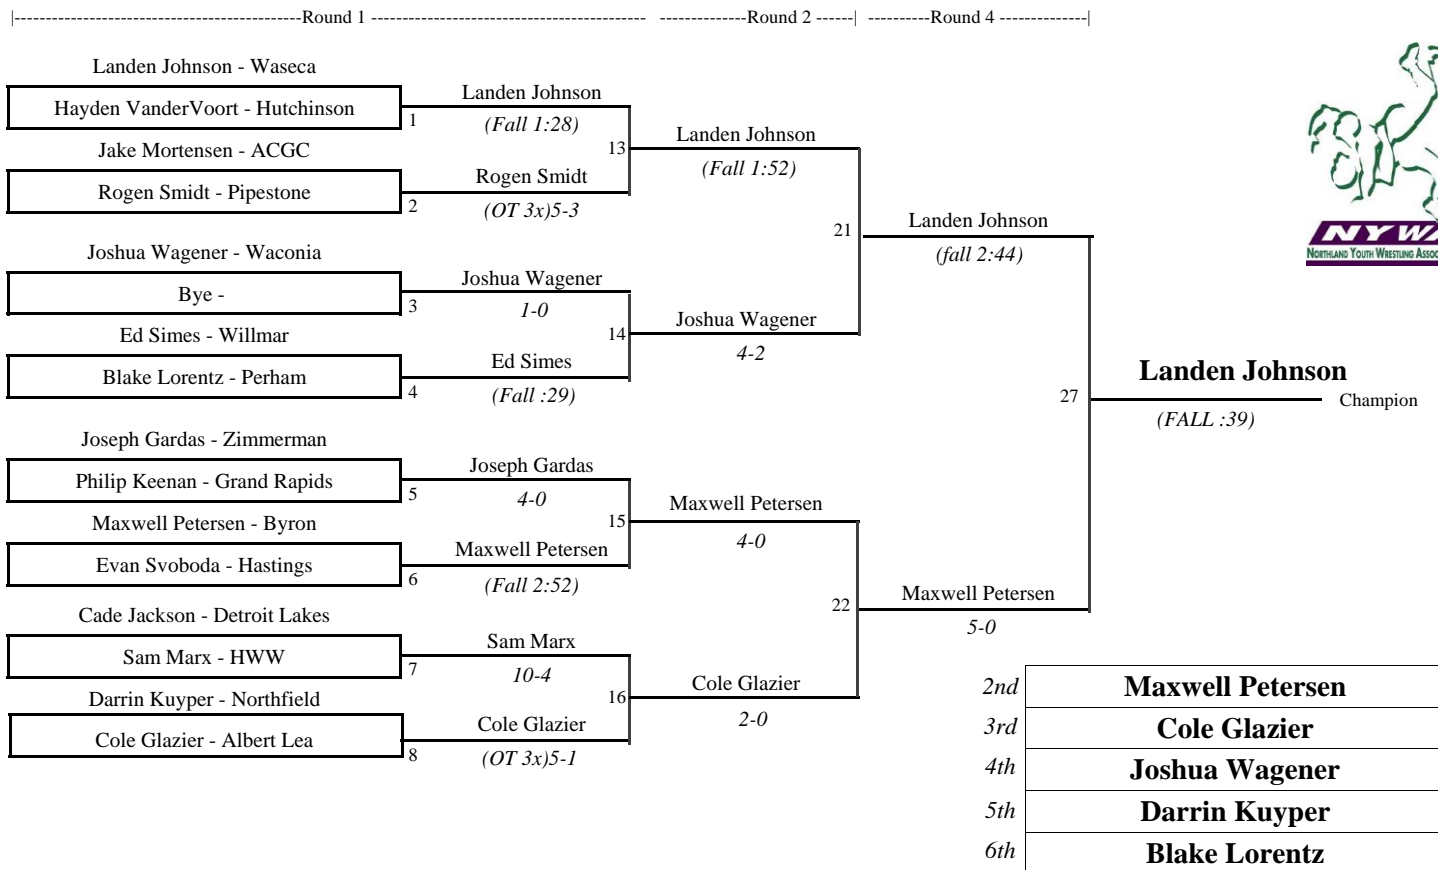 |----------------------------------------------Round 1 -------------------------------------------- --------------Round 2 ------| ----------Round 4 --------------|
Landen Johnson - Waseca
Hayden VanderVoort - Hutchinson
1
Landen Johnson
(Fall 1:28)
Jake Mortensen - ACGC
Rogen Smidt - Pipestone
2
Rogen Smidt
(OT 3x)5-3
13
Landen Johnson
(Fall 1:52)
Joshua Wagener - Waconia
Bye -
3
Joshua Wagener
1-0
Ed Simes - Willmar
Blake Lorentz - Perham
4
Ed Simes
(Fall :29)
14
Joshua Wagener
4-2
21
Landen Johnson
(fall 2:44)
Joseph Gardas - Zimmerman
Philip Keenan - Grand Rapids
5
Joseph Gardas
4-0
Maxwell Petersen - Byron
Evan Svoboda - Hastings
6
Maxwell Petersen
(Fall 2:52)
15
Maxwell Petersen
4-0
Cade Jackson - Detroit Lakes
Sam Marx - HWW
7
Sam Marx
10-4
Darrin Kuyper - Northfield
Cole Glazier - Albert Lea
8
Cole Glazier
(OT 3x)5-1
16
Cole Glazier
2-0
22
Maxwell Petersen
5-0
27
Landen Johnson
Champion
(FALL :39)
NYWA
NORTHLAND YOUTH WRESTLING ASSOC
2nd Maxwell Petersen
3rd Cole Glazier
4th Joshua Wagener
5th Darrin Kuyper
6th Blake Lorentz